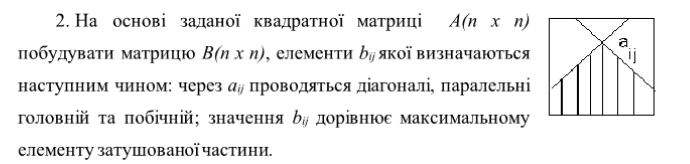 2. На основі заданої квадратної матриці A(n x n)
побудувати матрицю B(n x n), елементи bij якої визначаються
наступним чином: через aij проводяться діагоналі, паралельні
головній та побічній; значення bij дорівнює максимальному
елементу затушованої частини.
a
ij